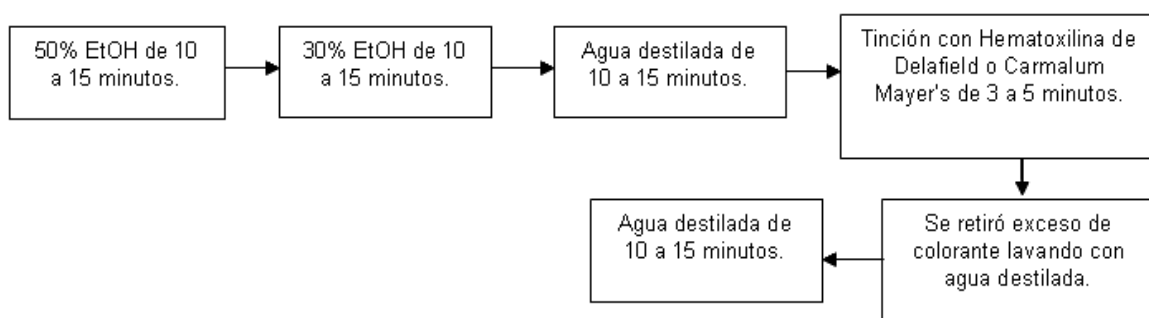 50% EtOH de 10
a 15 minutos.
30% EtOH de 10
a 15 minutos.
Agua destilada de
10 a 15 minutos.
Tinción con Hematoxilina de
Delafield o Carmalum
Mayer's de 3 a 5 minutos.
Se retiró exceso de
colorante lavando con
agua destilada.
Agua destilada de
10 a 15 minutos.